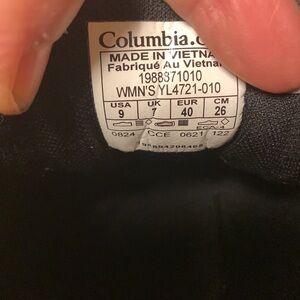 Columbia.
MADE IN VIETNA
Fabriqué Au Vietnam
1988371010
WMN'S YL4721-010
USA UK EUR CM
9 7 40 26
0824 CCE 0621 122